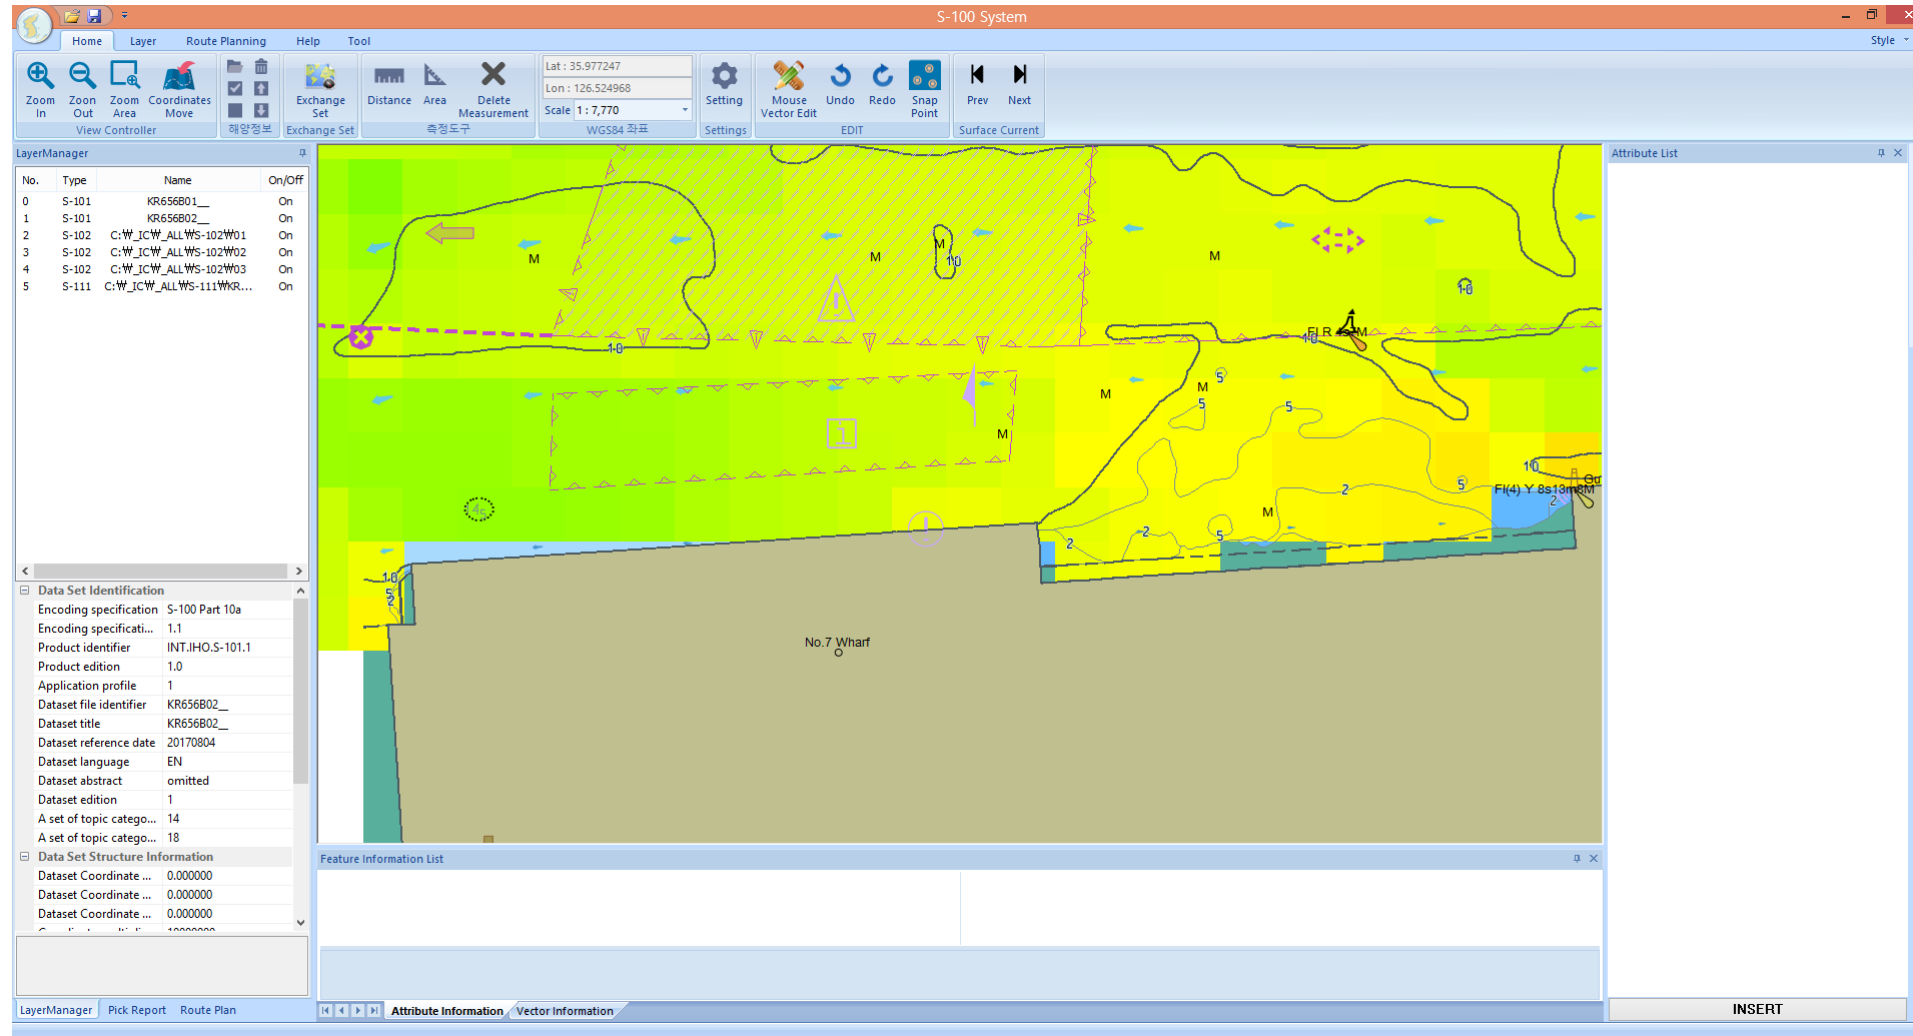 S-100 System
Home Layer Route Planning Help Tool
Style
Zoom In
Zoon Out
Zoom Area
Coordinates Move
View Controller
해양정보
Exchange Set
Exchange Set
Distance
Area
Delete Measurement
측정도구
Lat : 35.977247
Lon : 126.524968
Scale 1 : 7,770
WGS84 좌표
Setting
Settings
Mouse Vector Edit
Undo
Redo
Snap Point
EDIT
Prev
Next
Surface Current
LayerManager
No. Type Name On/Off
0 S-101 KR656B01__ On
1 S-101 KR656B02__ On
2 S-102 C:₩_IC₩_ALL₩S-102₩01 On
3 S-102 C:₩_IC₩_ALL₩S-102₩02 On
4 S-102 C:₩_IC₩_ALL₩S-102₩03 On
5 S-111 C:₩_IC₩_ALL₩S-111₩KR... On
Data Set Identification
Encoding specification S-100 Part 10a
Encoding specificati... 1.1
Product identifier INT.IHO.S-101.1
Product edition 1.0
Application profile 1
Dataset file identifier KR656B02__
Dataset title KR656B02__
Dataset reference date 20170804
Dataset language EN
Dataset abstract omitted
Dataset edition 1
A set of topic catego... 14
A set of topic catego... 18
Data Set Structure Information
Dataset Coordinate ... 0.000000
Dataset Coordinate ... 0.000000
Dataset Coordinate ... 0.000000
LayerManager Pick Report Route Plan
M
M
M
10
M
10
10
Fl R
10
M
5
M
5
5
M
45
10
5
2
Fl(4) Y 8s13m8M
2
M
2
5
2
10
5
2
No.7 Wharf
Feature Information List
Attribute Information Vector Information
Attribute List
INSERT